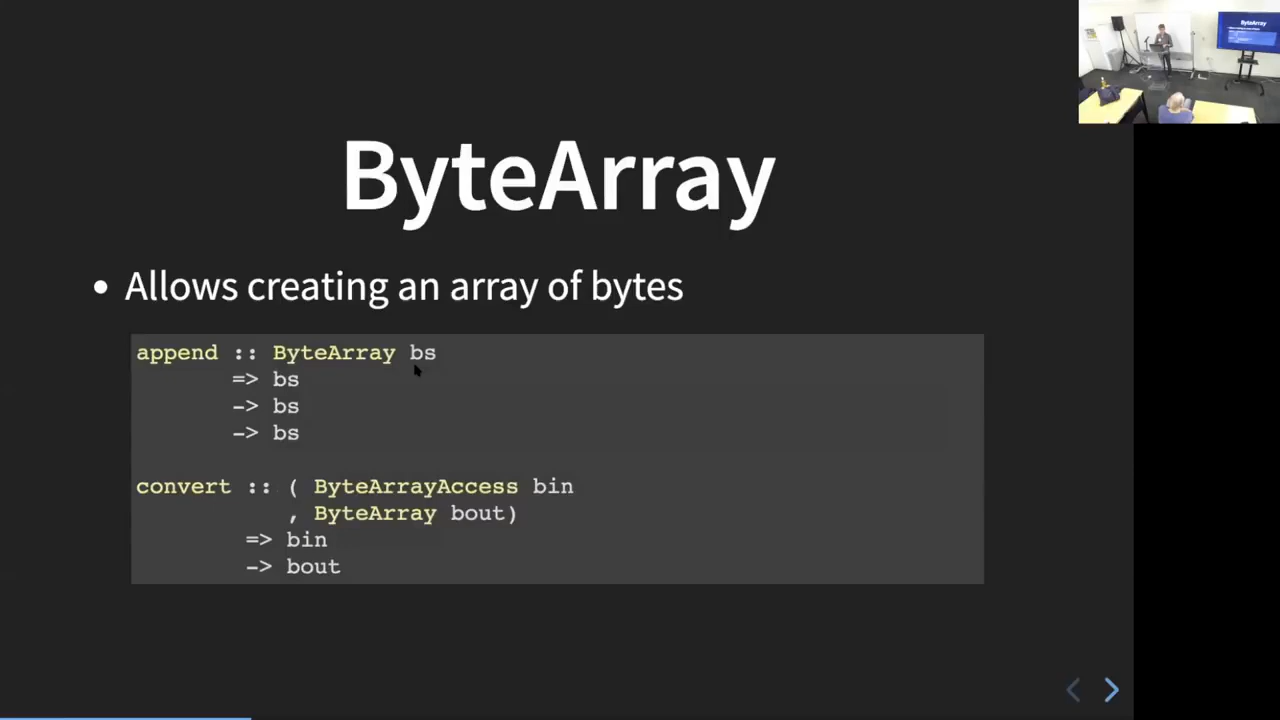 ByteArray
• Allows creating an array of bytes
append :: ByteArray bs
=> bs
-> bs
-> bs
convert :: ( ByteArrayAccess bin
, ByteArray bout)
=> bin
-> bout
ByteArray